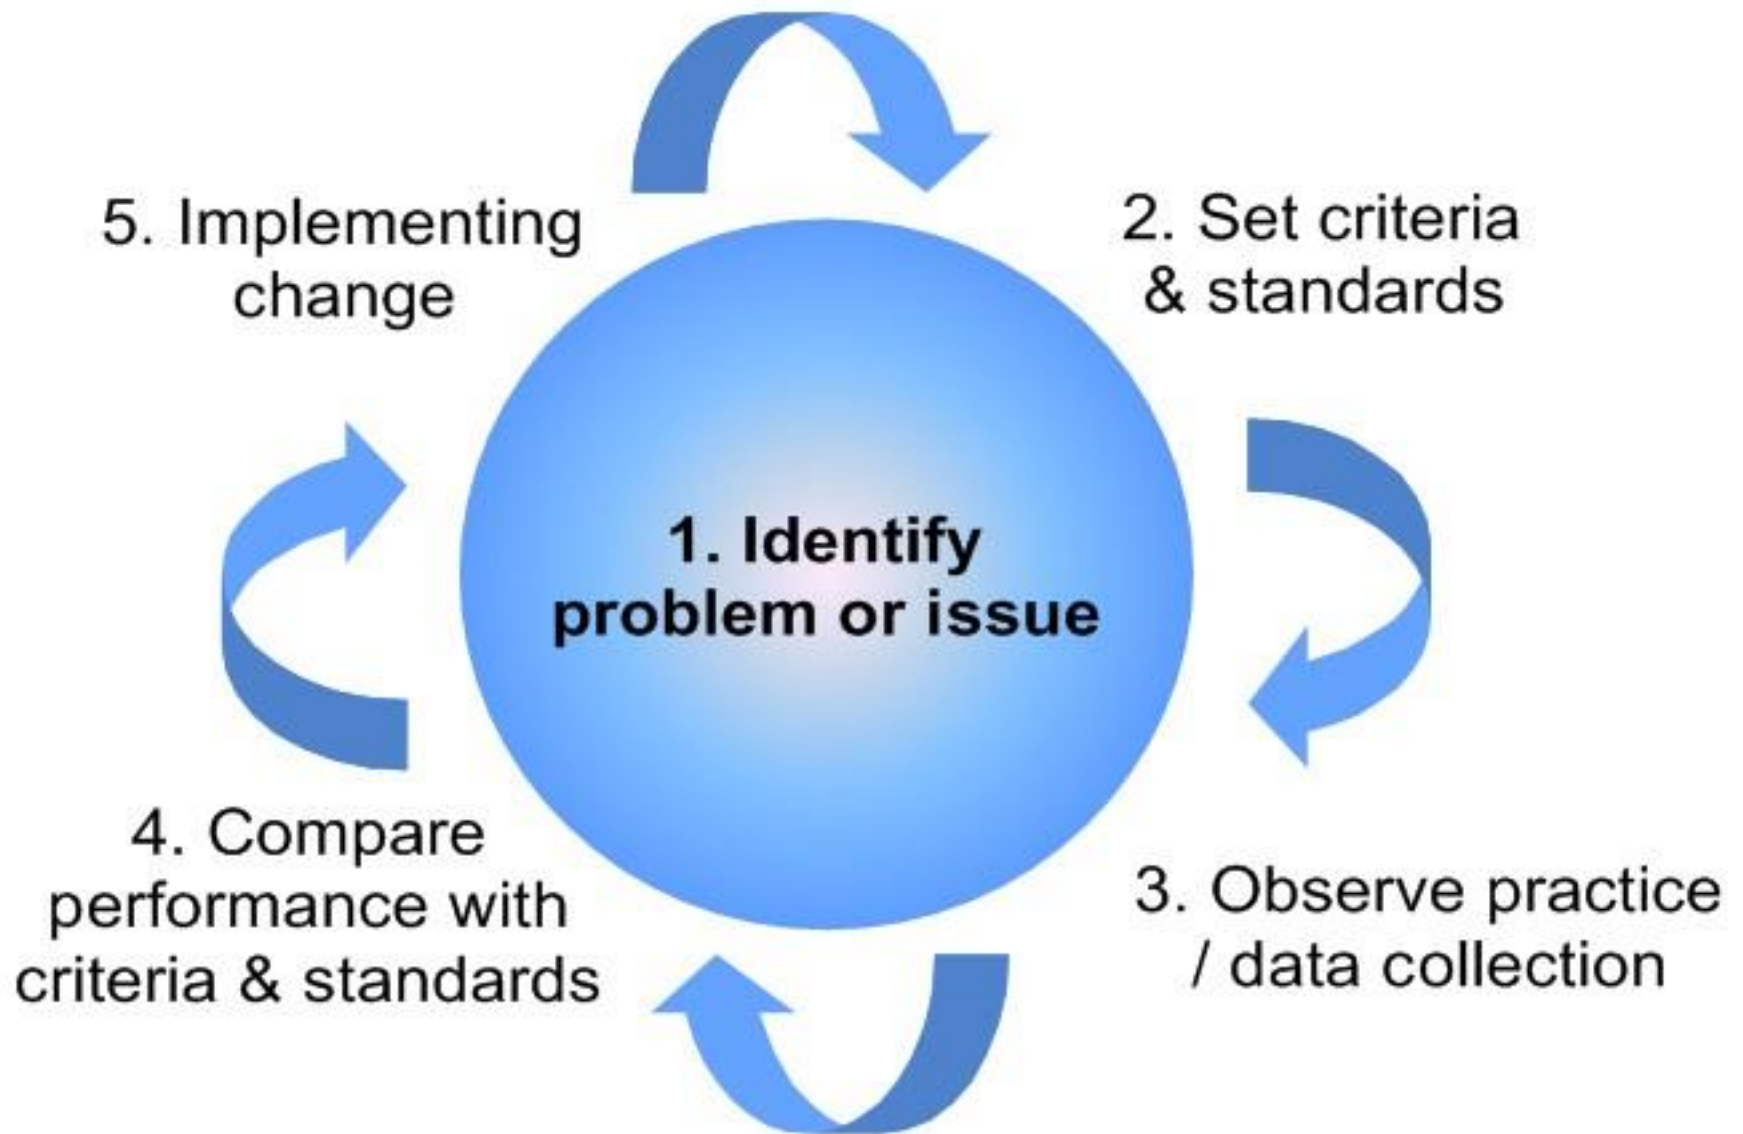 1. Identify
problem or issue
2. Set criteria
& standards
3. Observe practice
/ data collection
4. Compare
performance with
criteria & standards
5. Implementing
change